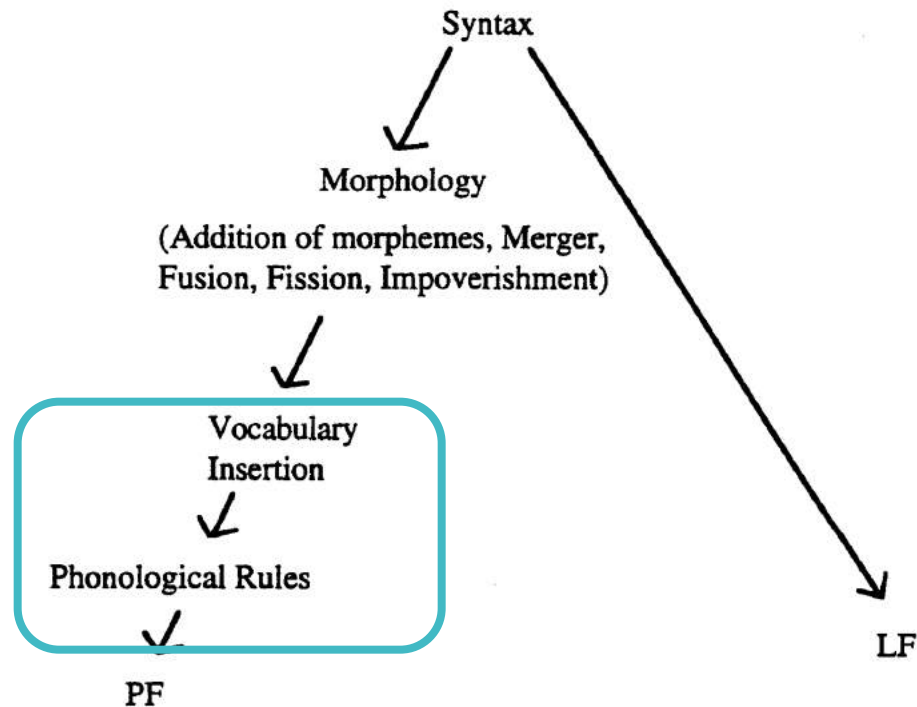 Syntax
Morphology
(Addition of morphemes, Merger,
Fusion, Fission, Impoverishment)
Vocabulary
Insertion
Phonological Rules
LF
PF